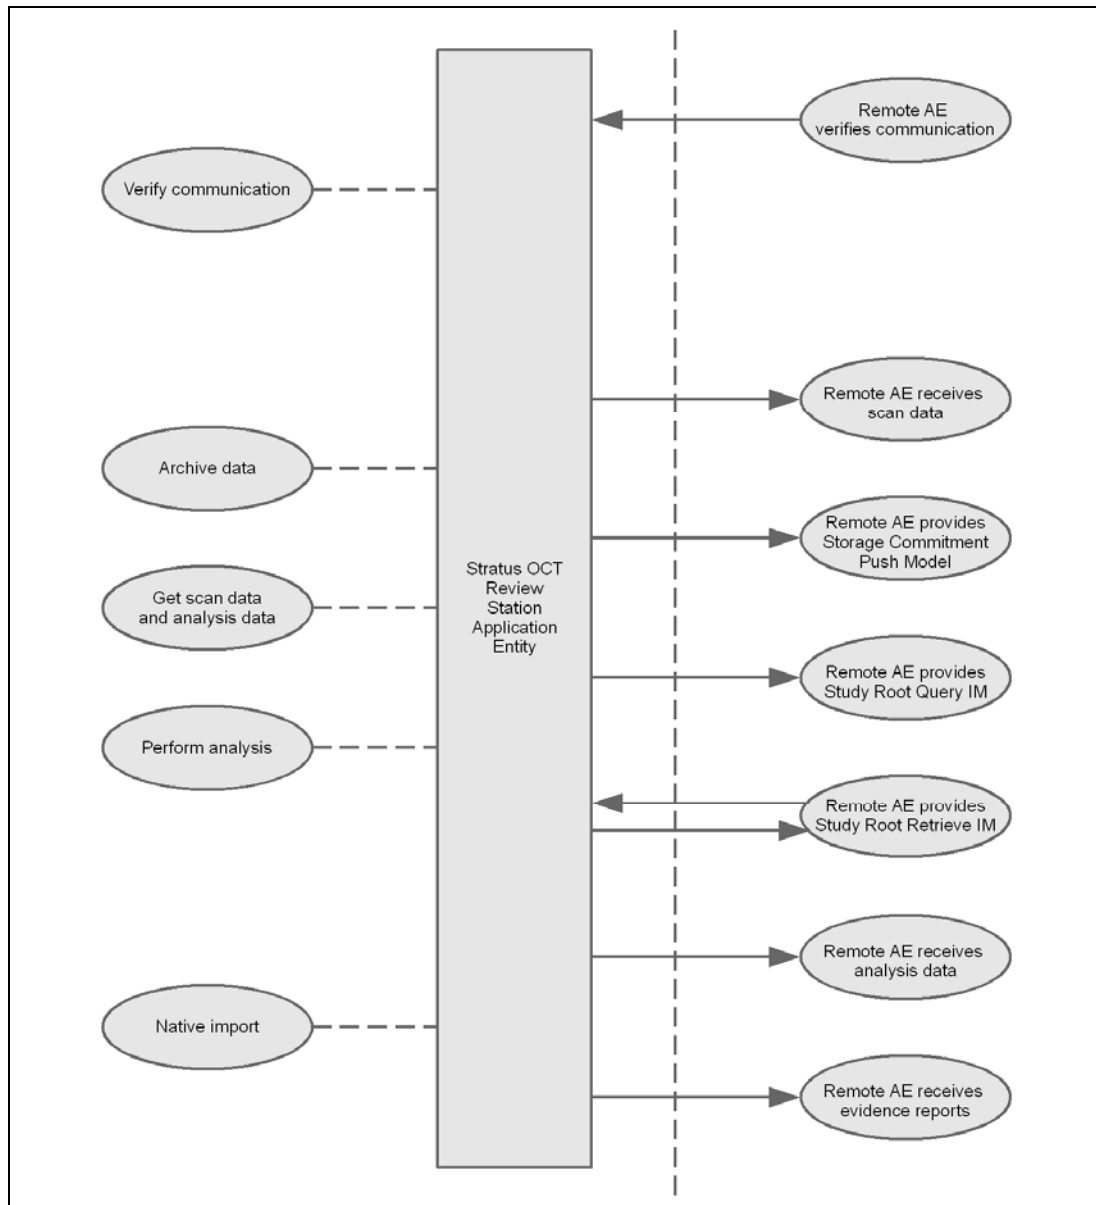 Remote AE
verifies communication
Verify communication
Remote AE receives
scan data
Archive data
Remote AE provides
Storage Commitment
Push Model
Stratus OCT
Review
Station
Application
Entity
Get scan data
and analysis data
Remote AE provides
Study Root Query IM
Perform analysis
Remote AE provides
Study Root Retrieve IM
Remote AE receives
analysis data
Native import
Remote AE receives
evidence reports